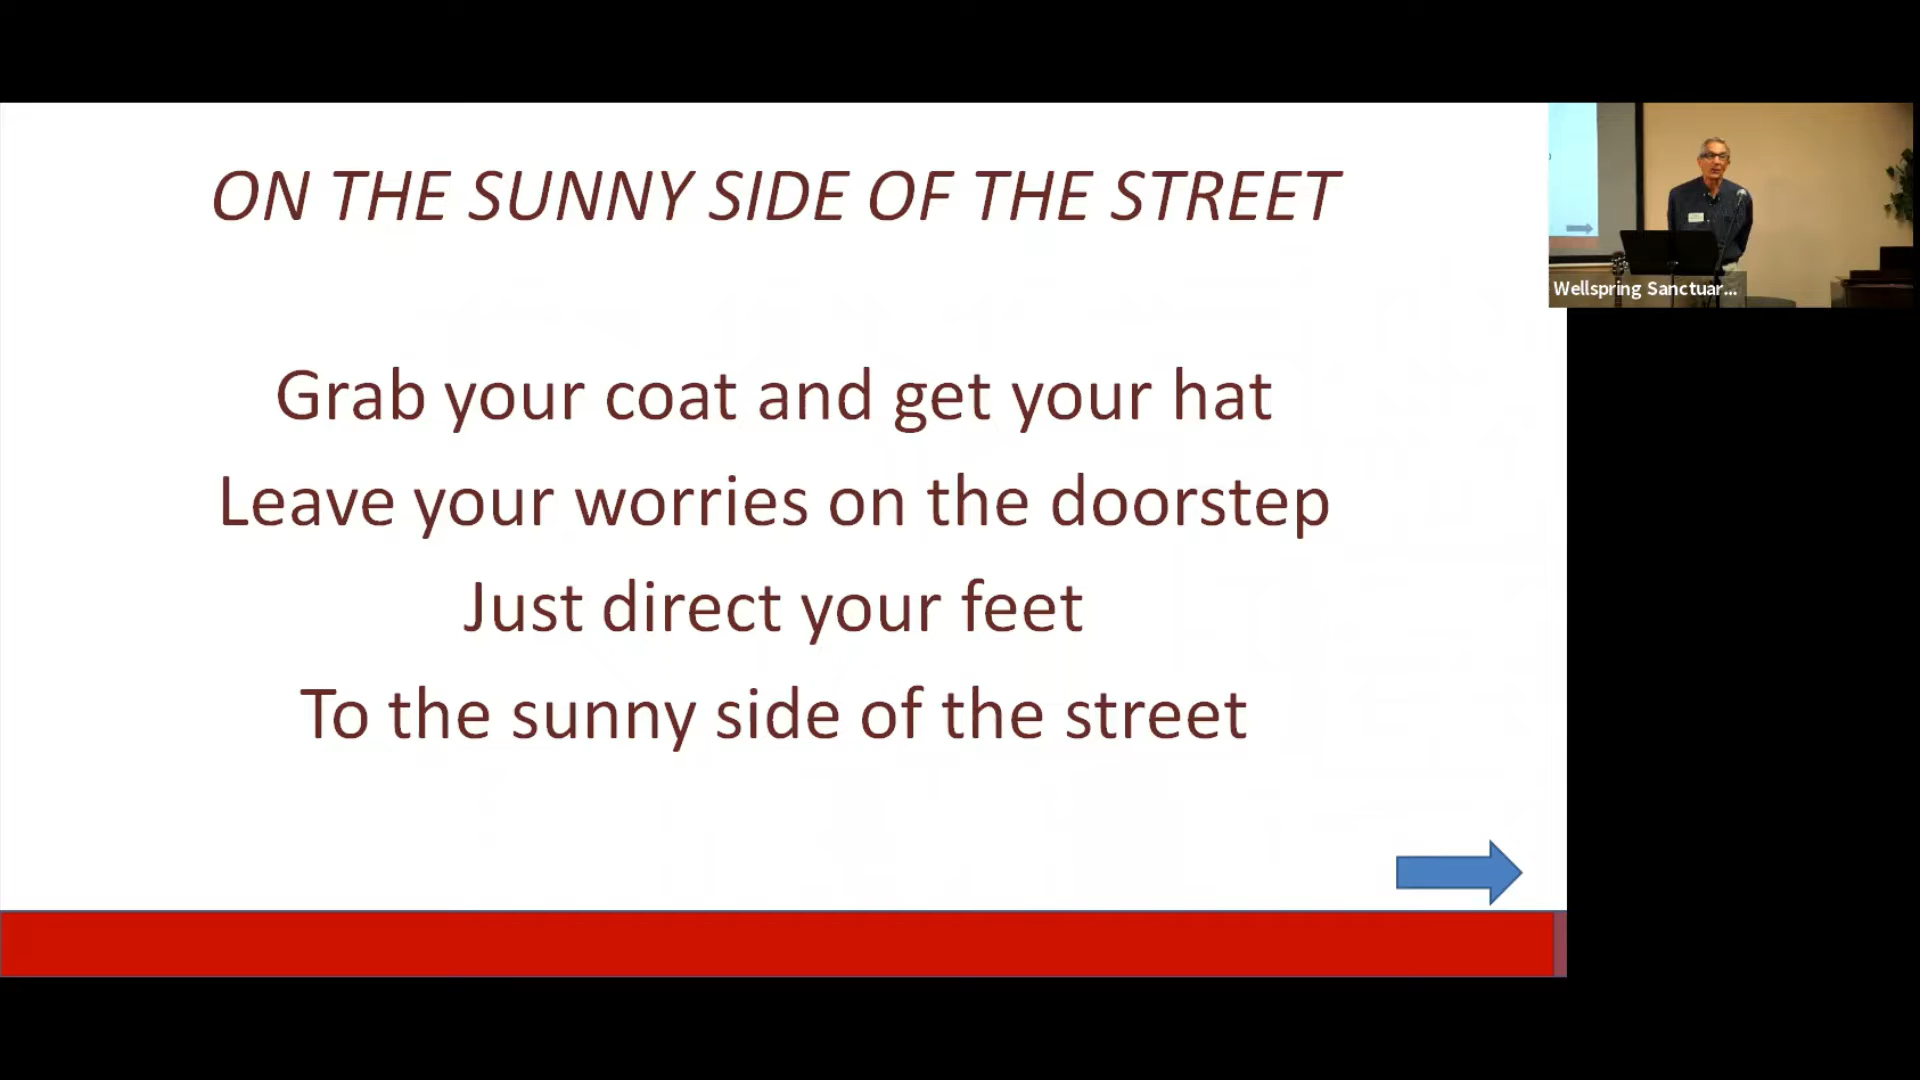 ON THE SUNNY SIDE OF THE STREET
Grab your coat and get your hat
Leave your worries on the doorstep
Just direct your feet
To the sunny side of the street
Wellspring Sanctuar...